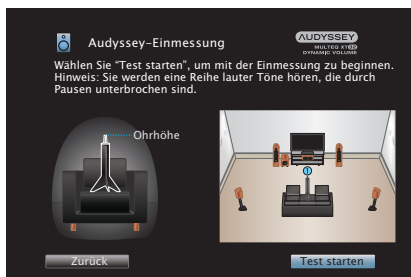 Audyssey-Einmessung
AUDYSSEY
MULTEQ XT32
DYNAMIC VOLUME
Wählen Sie “Test starten”, um mit der Einmessung zu beginnen.
Hinweis: Sie werden eine Reihe lauter Töne hören, die durch
Pausen unterbrochen sind.
Ohrhöhe
Zurück
Test starten